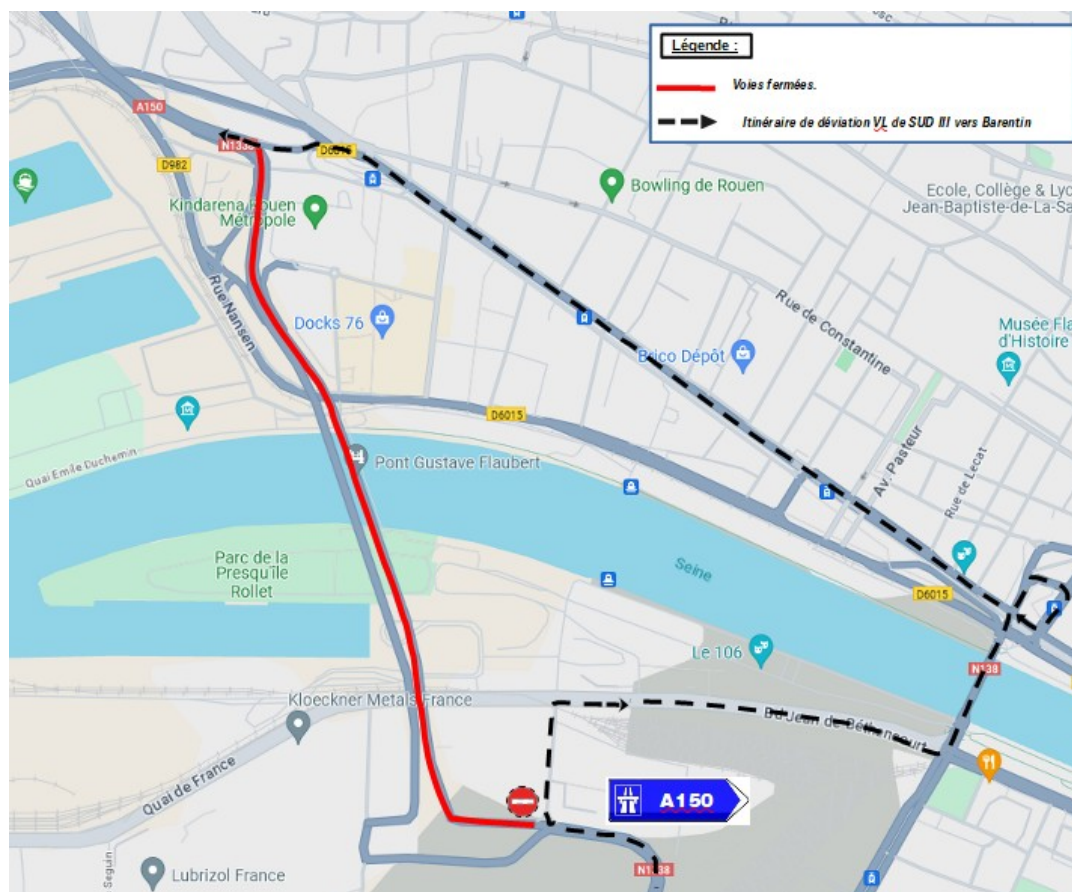 Légende :
Voies fermées.
Itinéraire de déviation VL de SUD III vers Barentin
A150
N1338
D6015
D982
Kindarena Rouen
Métropole
Bowling de Rouen
Ecole, Collège & Lyc
Jean-Baptiste-de-La-Sa
Rue Nansen
Docks 76
Rue de Constantine
Musée Fla
d'Histoire
Brico Dépôt
D6015
Av. Pasteur
Rue de Lecat
Quai Emile Duchemin
Pont Gustave Flaubert
Parc de la
Presqu'île
Rollet
Seine
D6015
Le 106
N138
Kloeckner Metals France
Bd Jean de Béthencourt
Quai de France
A150
Seguin
Lubrizol France
N1338